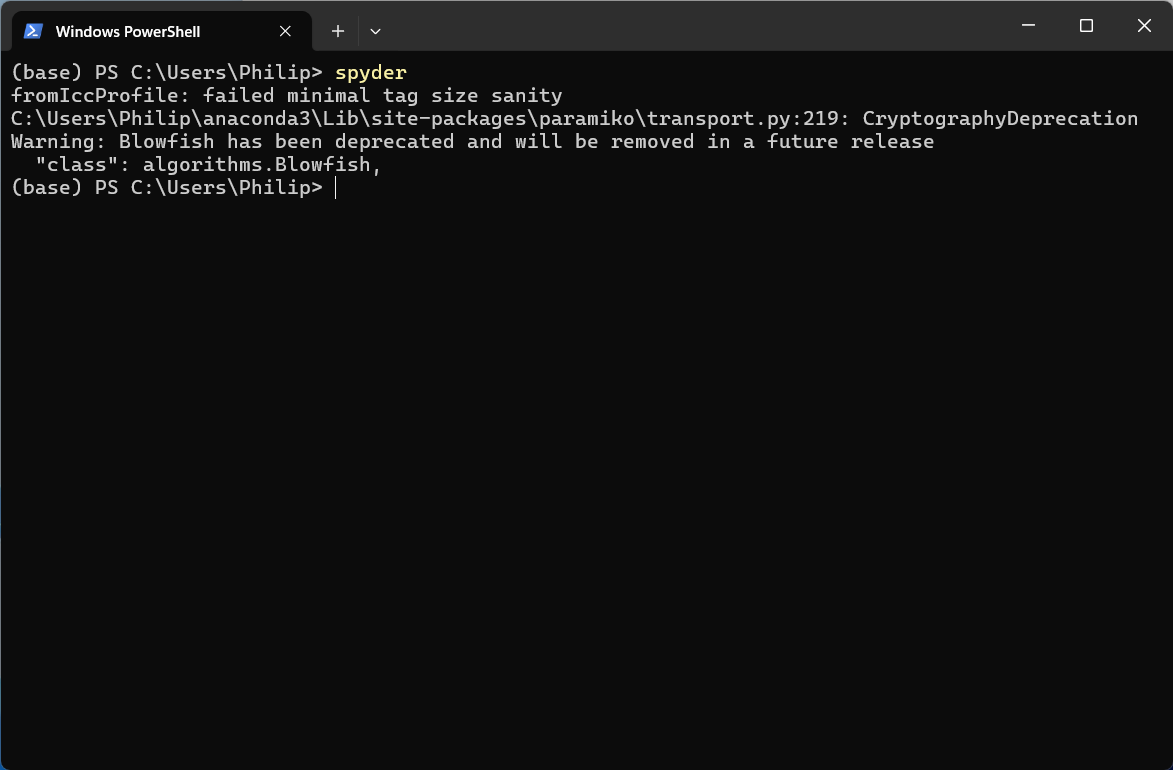 Windows PowerShell
(base) PS C:\Users\Philip> spyder
fromIccProfile: failed minimal tag size sanity
C:\Users\Philip\anaconda3\Lib\site-packages\paramiko\transport.py:219: CryptographyDeprecation
Warning: Blowfish has been deprecated and will be removed in a future release
  "class": algorithms.Blowfish,
(base) PS C:\Users\Philip>